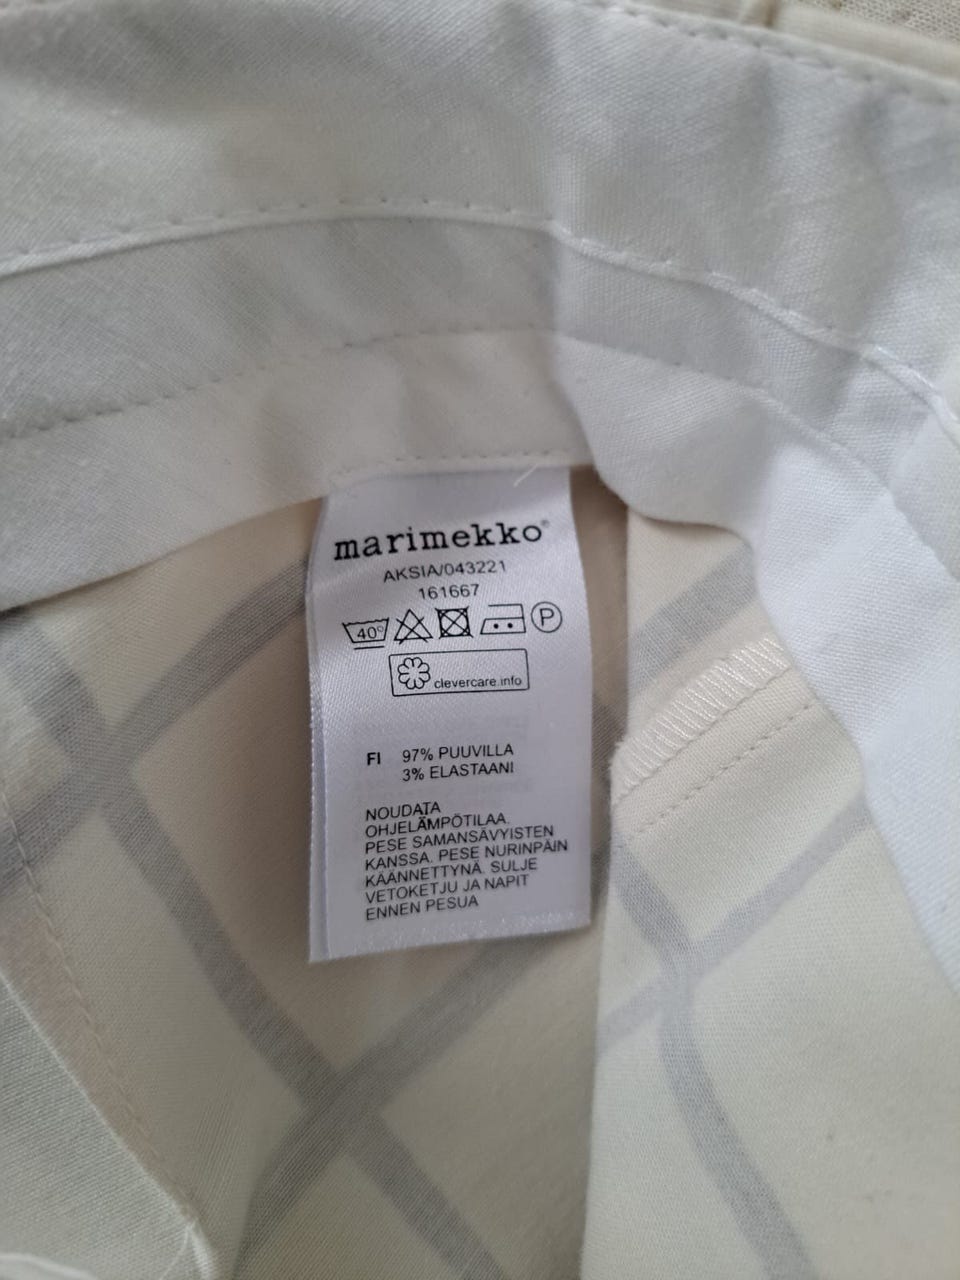 marimekko®
AKSIA/043221
161667
40° P
clevercare.info
FI 97% PUUVILLA
3% ELASTAANI
NOUDATA
OHJELÄMPÖTILAA.
PESE SAMANSÄVYISTEN
KANSSA. PESE NURINPÄIN
KÄÄNNETTYNÄ. SULJE
VETOKETJU JA NAPIT
ENNEN PESUA